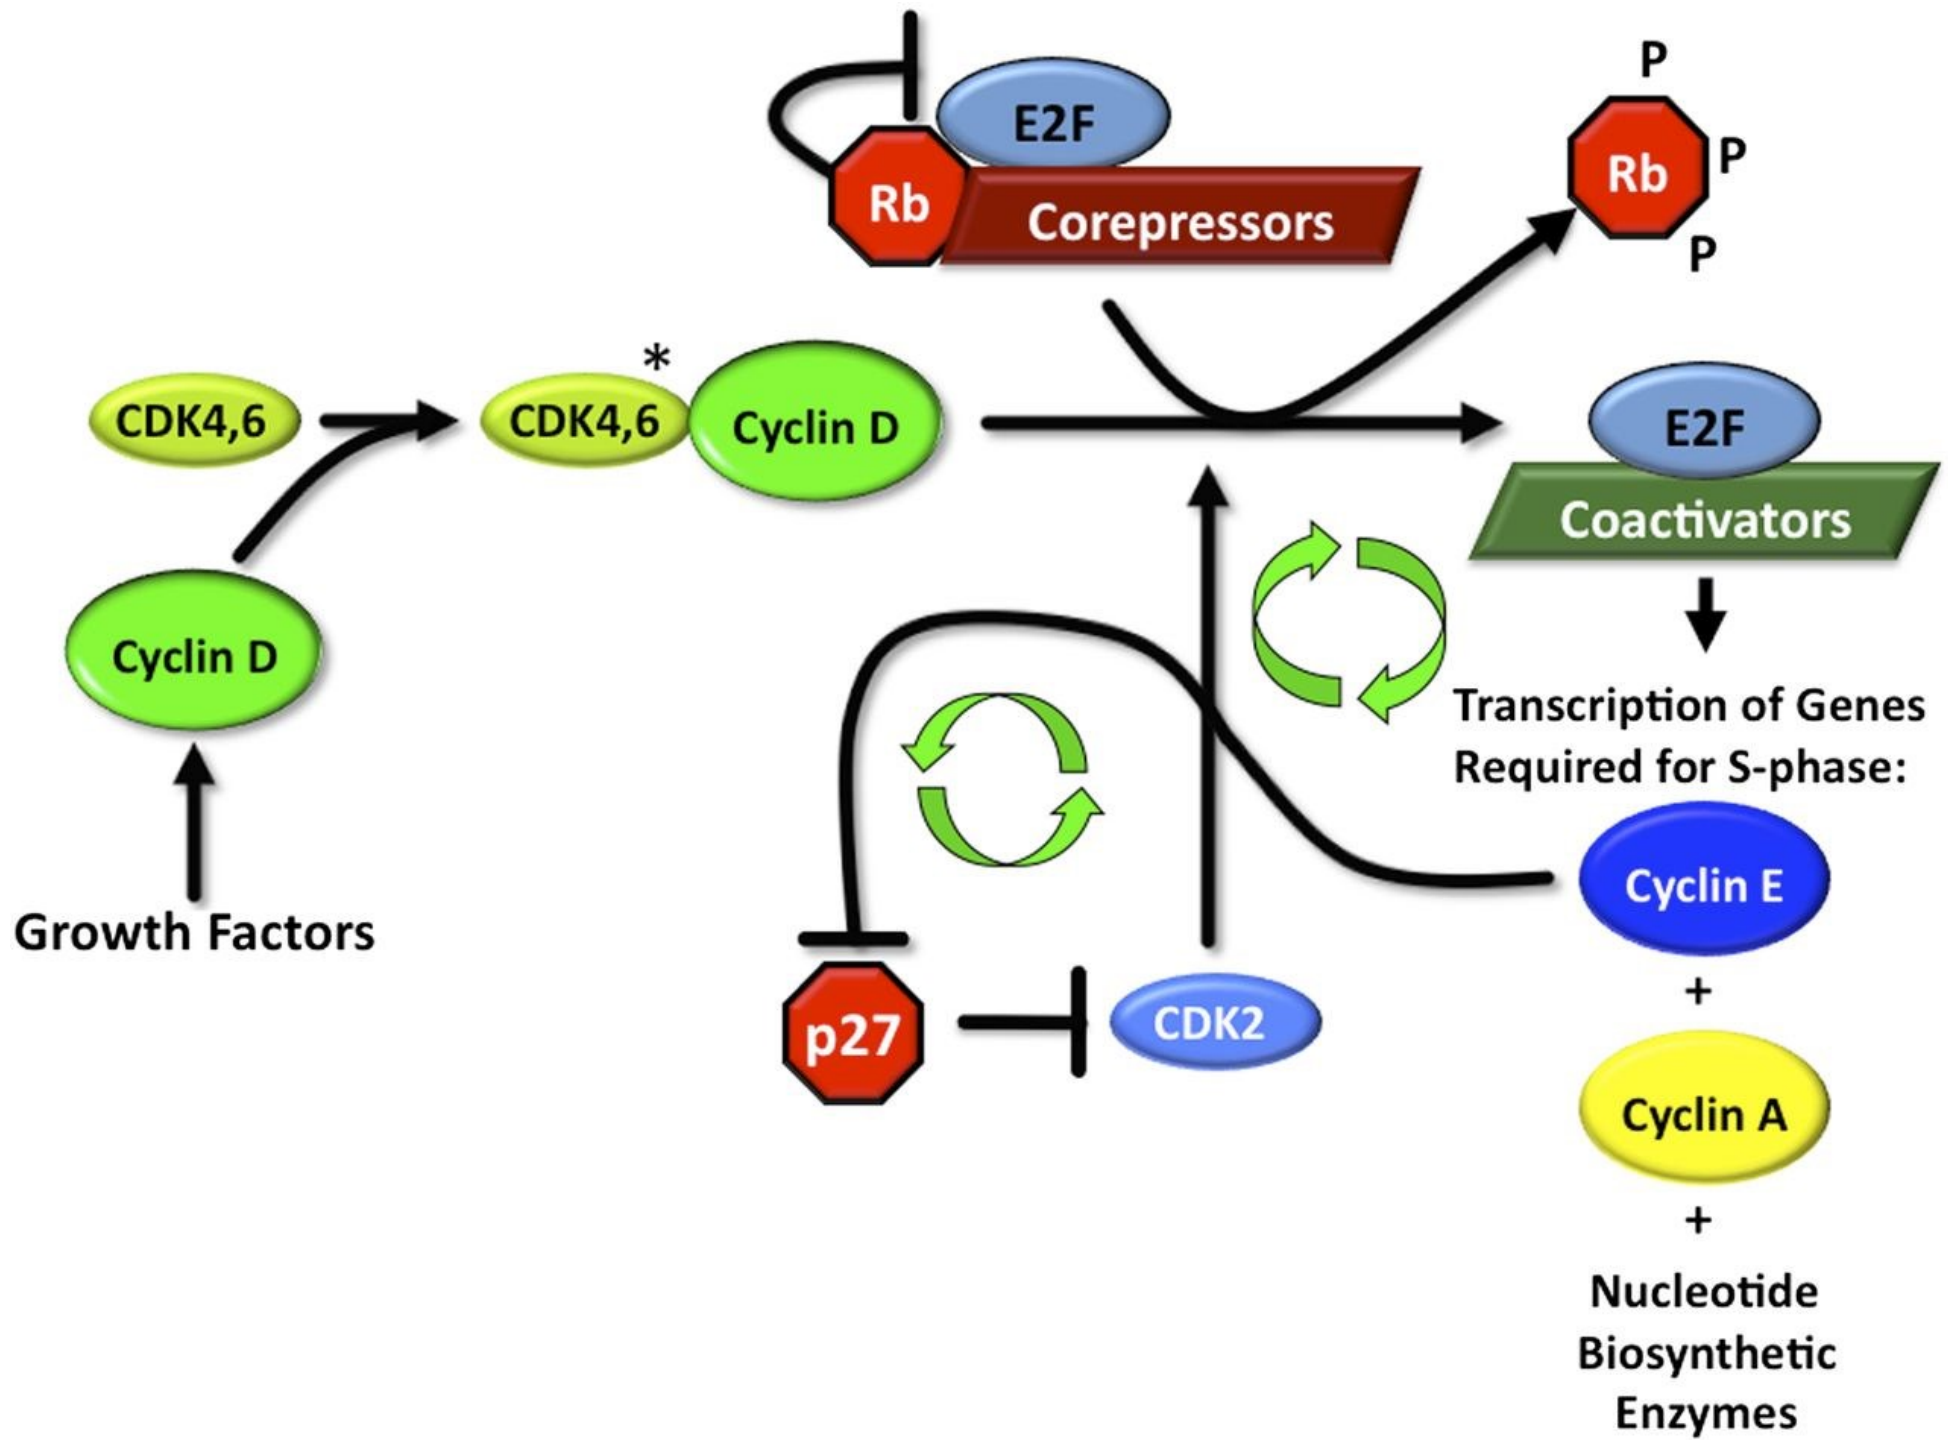 E2F
Rb
Corepressors
P
Rb
P
P
CDK4,6
*
CDK4,6
Cyclin D
E2F
Coactivators
Cyclin D
Growth Factors
Transcription of Genes
Required for S-phase:
Cyclin E
+
p27
CDK2
Cyclin A
+
Nucleotide
Biosynthetic
Enzymes